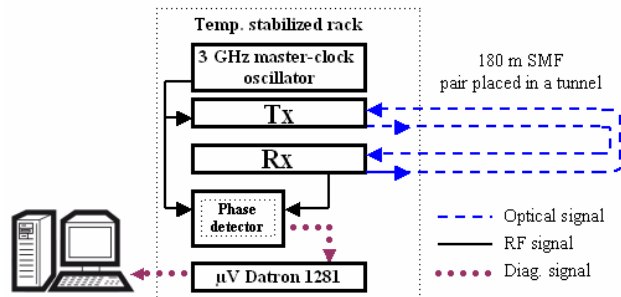 Temp. stabilized rack
3 GHz master-clock
oscillator
180 m SMF
pair placed in a tunnel
Tx
Rx
Phase
detector
Optical signal
RF signal
Diag. signal
µV Datron 1281